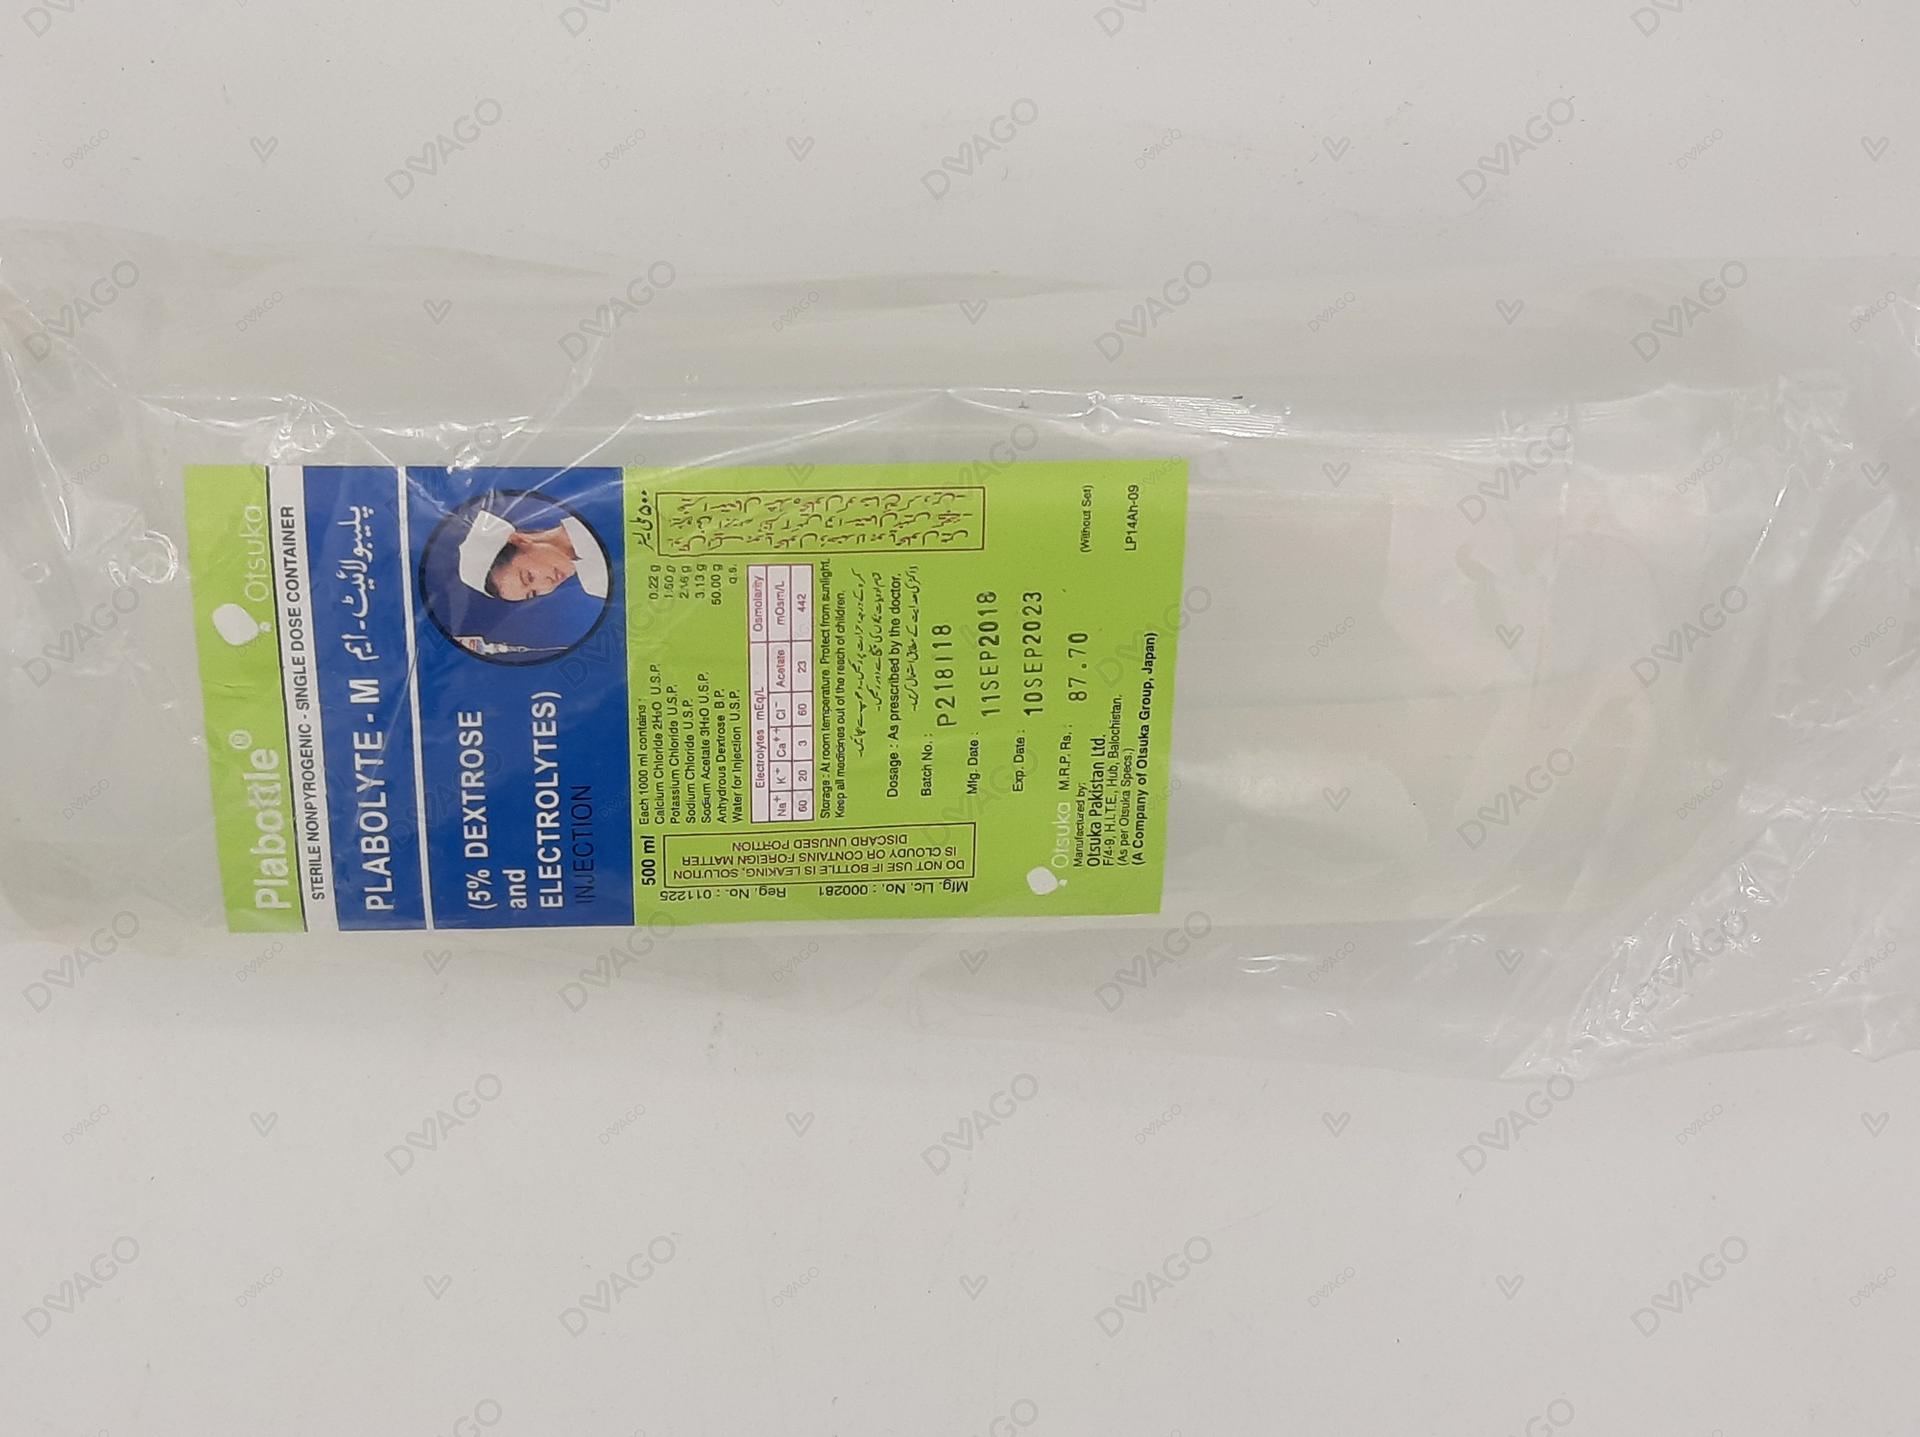 Plabottle®
Otsuka
STERILE NONPYROGENIC - SINGLE DOSE CONTAINER
PLABOLYTE - M پلیبولائیٹ-ایم
(5% DEXTROSE
and
ELECTROLYTES)
INJECTION
500 ml
Each 1000 ml contains :
Calcium Chloride 2H2O U.S.P. 0.22 g
Potassium Chloride U.S.P. 1.50 g
Sodium Chloride U.S.P. 2.16 g
Sodium Acetate 3H2O U.S.P. 3.13 g
Anhydrous Dextrose B.P. 50.00 g
Water for Injection U.S.P. q.s.
Electrolytes mEq/L Osmolarity
Na+ K+ Ca++ Cl− Acetate mOsm/L
60 20 3 60 23 442
Storage : At room temperature. Protect from sunlight.
Keep all medicines out of the reach of children.
Dosage : As prescribed by the doctor.
Batch No. : P218I18
Mfg. Date : 11SEP2018
Exp. Date : 10SEP2023
M.R.P. Rs. : 87.70
(Without Set)
Otsuka
Manufactured by:
Otsuka Pakistan Ltd.
F/4-9, H.I.T.E., Hub, Balochistan.
(As per Otsuka Specs.)
(A Company of Otsuka Group, Japan)
LP14Ah-09
DO NOT USE IF BOTTLE IS LEAKING, SOLUTION
IS CLOUDY OR CONTAINS FOREIGN MATTER
DISCARD UNUSED PORTION
Mfg. Lic. No. : 000281
Reg. No. : 011225
DVAGO